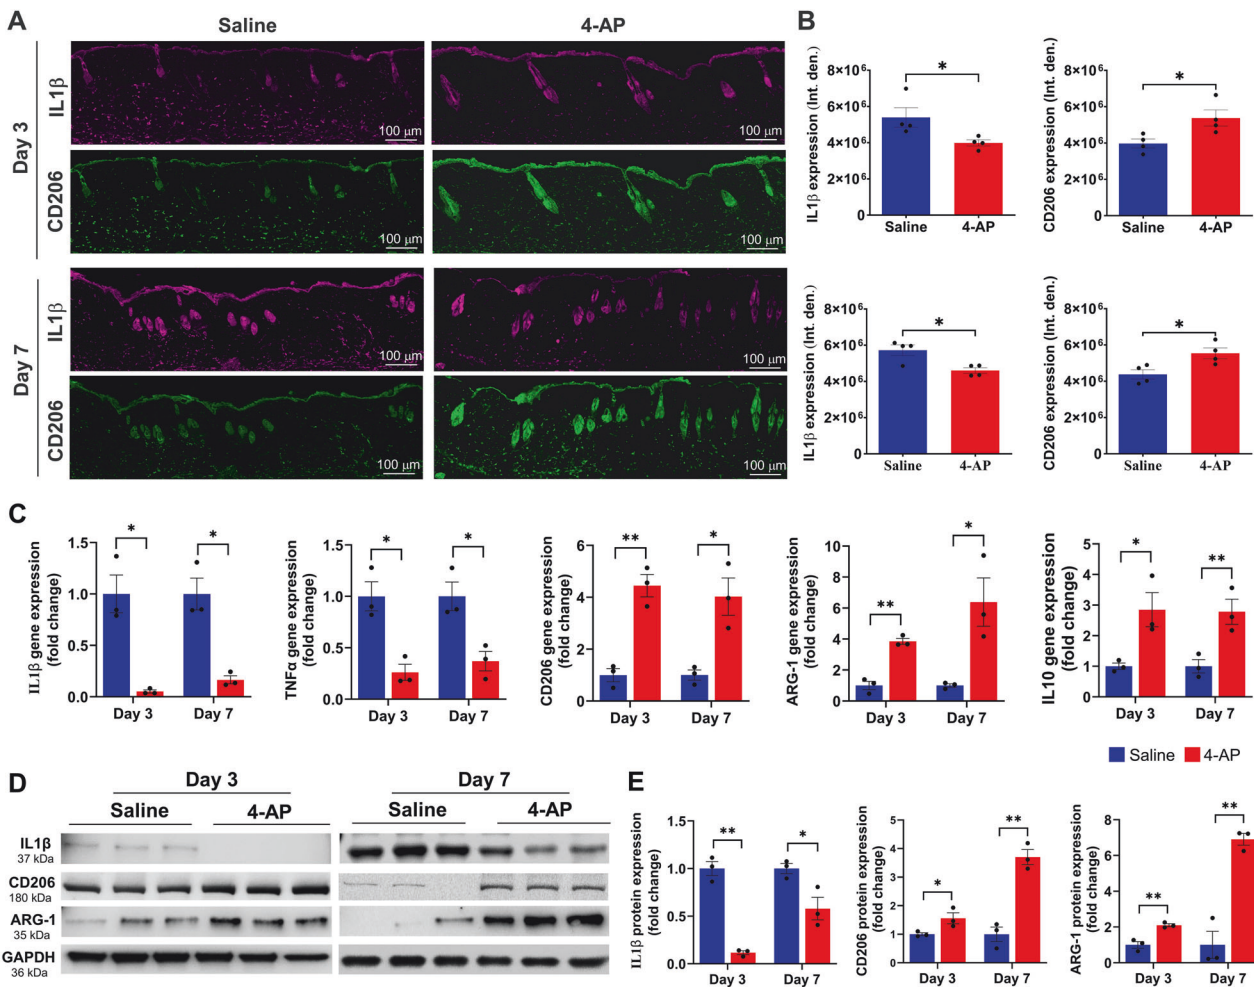 A
Saline
4-AP
Day 3
IL1β
100 μm
100 μm
CD206
100 μm
100 μm
Day 7
IL1β
100 μm
100 μm
CD206
100 μm
100 μm
B
IL1β expression (Int. den.)
8×10⁶
6×10⁶
4×10⁶
2×10⁶
0
*
Saline
4-AP
CD206 expression (Int. den.)
8×10⁶
6×10⁶
4×10⁶
2×10⁶
0
*
Saline
4-AP
IL1β expression (Int. den.)
8×10⁶
6×10⁶
4×10⁶
2×10⁶
0
*
Saline
4-AP
CD206 expression (Int. den.)
8×10⁶
6×10⁶
4×10⁶
2×10⁶
0
*
Saline
4-AP
C
IL1β gene expression
(fold change)
1.5
1.0
0.5
0.0
*
*
Day 3
Day 7
TNFα gene expression
(fold change)
1.5
1.0
0.5
0.0
*
*
Day 3
Day 7
CD206 gene expression
(fold change)
6
4
2
0
**
*
Day 3
Day 7
ARG-1 gene expression
(fold change)
10
8
6
4
2
0
**
*
Day 3
Day 7
IL10 gene expression
(fold change)
5
4
3
2
1
0
*
**
Day 3
Day 7
Saline
4-AP
D
Day 3
Day 7
Saline
4-AP
Saline
4-AP
IL1β
37 kDa
CD206
180 kDa
ARG-1
35 kDa
GAPDH
36 kDa
E
IL1β protein expression
(fold change)
1.5
1.0
0.5
0.0
**
*
Day 3
Day 7
CD206 protein expression
(fold change)
5
4
3
2
1
0
*
**
Day 3
Day 7
ARG-1 protein expression
(fold change)
8
6
4
2
0
**
**
Day 3
Day 7